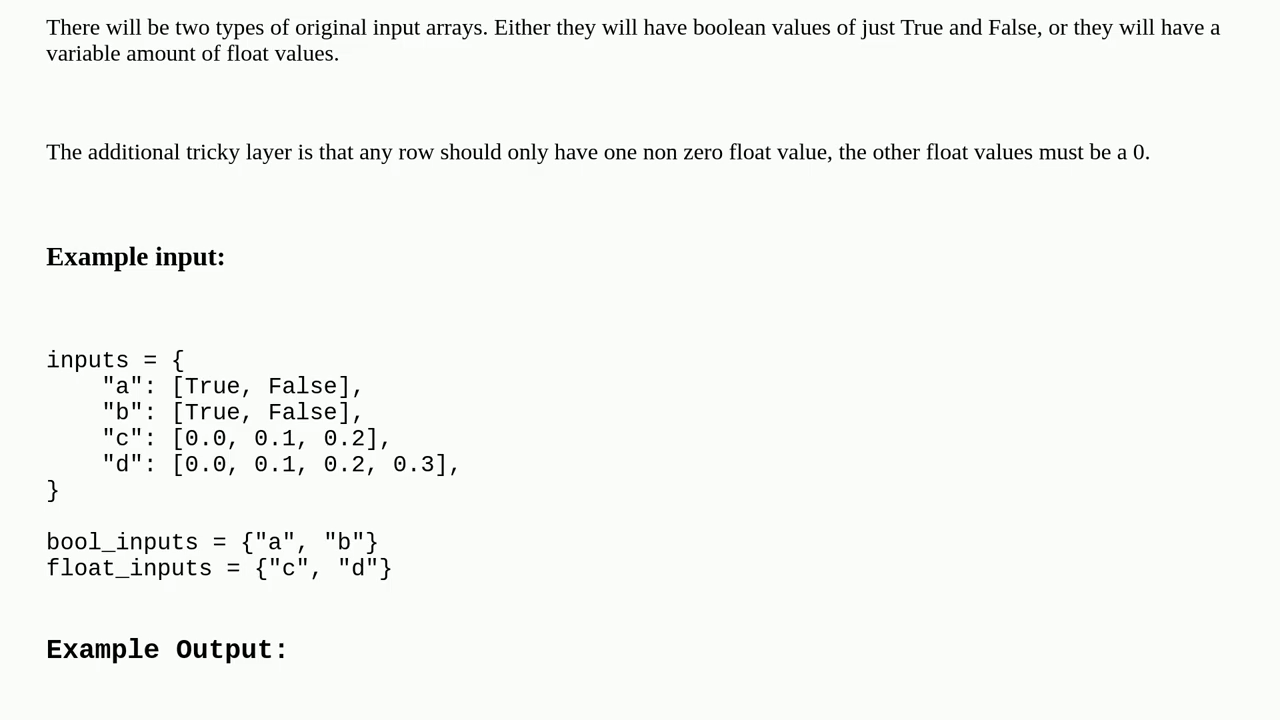 There will be two types of original input arrays. Either they will have boolean values of just True and False, or they will have a
variable amount of float values.
The additional tricky layer is that any row should only have one non zero float value, the other float values must be a 0.
Example input:
inputs = {
    "a": [True, False],
    "b": [True, False],
    "c": [0.0, 0.1, 0.2],
    "d": [0.0, 0.1, 0.2, 0.3],
}
bool_inputs = {"a", "b"}
float_inputs = {"c", "d"}
Example Output: